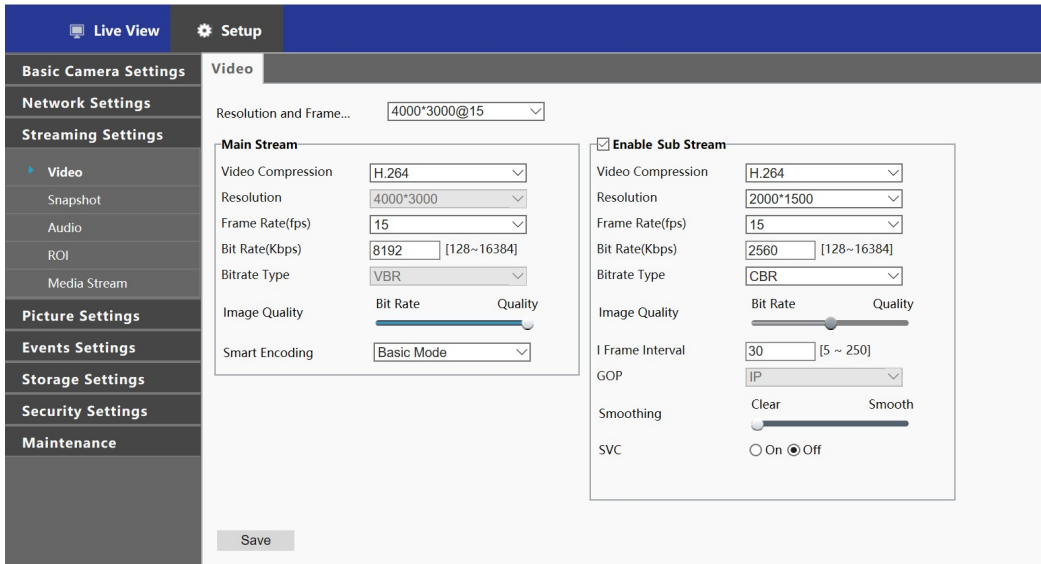 Live View Setup
Basic Camera Settings
Network Settings
Streaming Settings
Video
Snapshot
Audio
ROI
Media Stream
Picture Settings
Events Settings
Storage Settings
Security Settings
Maintenance
Video
Resolution and Frame... 4000*3000@15
Main Stream
Video Compression H.264
Resolution 4000*3000
Frame Rate(fps) 15
Bit Rate(Kbps) 8192 [128~16384]
Bitrate Type VBR
Bit Rate Quality
Image Quality
Smart Encoding Basic Mode
Enable Sub Stream
Video Compression H.264
Resolution 2000*1500
Frame Rate(fps) 15
Bit Rate(Kbps) 2560 [128~16384]
Bitrate Type CBR
Bit Rate Quality
Image Quality
I Frame Interval 30 [5 ~ 250]
GOP IP
Clear Smooth
Smoothing
SVC On Off
Save